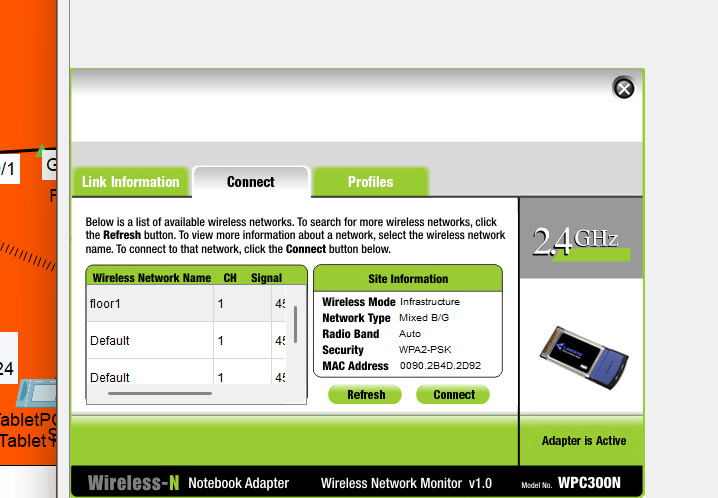 /1
G
Link Information
Connect
Profiles
Below is a list of available wireless networks. To search for more wireless networks, click
the Refresh button. To view more information about a network, select the wireless network
name. To connect to that network, click the Connect button below.
2.4GHz
Wireless Network Name CH Signal
floor1 1 45
Default 1 45
Default 1 45
Site Information
Wireless Mode Infrastructure
Network Type Mixed B/G
Radio Band Auto
Security WPA2-PSK
MAC Address 0090.2B4D.2D92
Refresh
Connect
24
TabletPC
Tablet
Adapter is Active
Wireless-N Notebook Adapter
Wireless Network Monitor v1.0
Model No. WPC300N